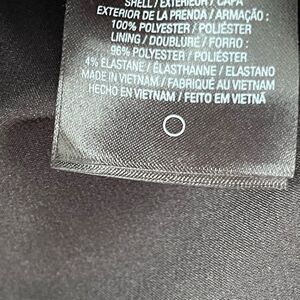 SHELL / EXTÉRIEUR / CAPA
EXTERIOR DE LA PRENDA / ARMAÇÃO :
100% POLYESTER / POLIÉSTER
LINING / DOUBLURE / FORRO :
96% POLYESTER / POLIÉSTER
4% ELASTANE / ÉLASTHANNE / ELASTANO
MADE IN VIETNAM / FABRIQUÉ AU VIETNAM
HECHO EN VIETNAM / FEITO EM VIETNÃ